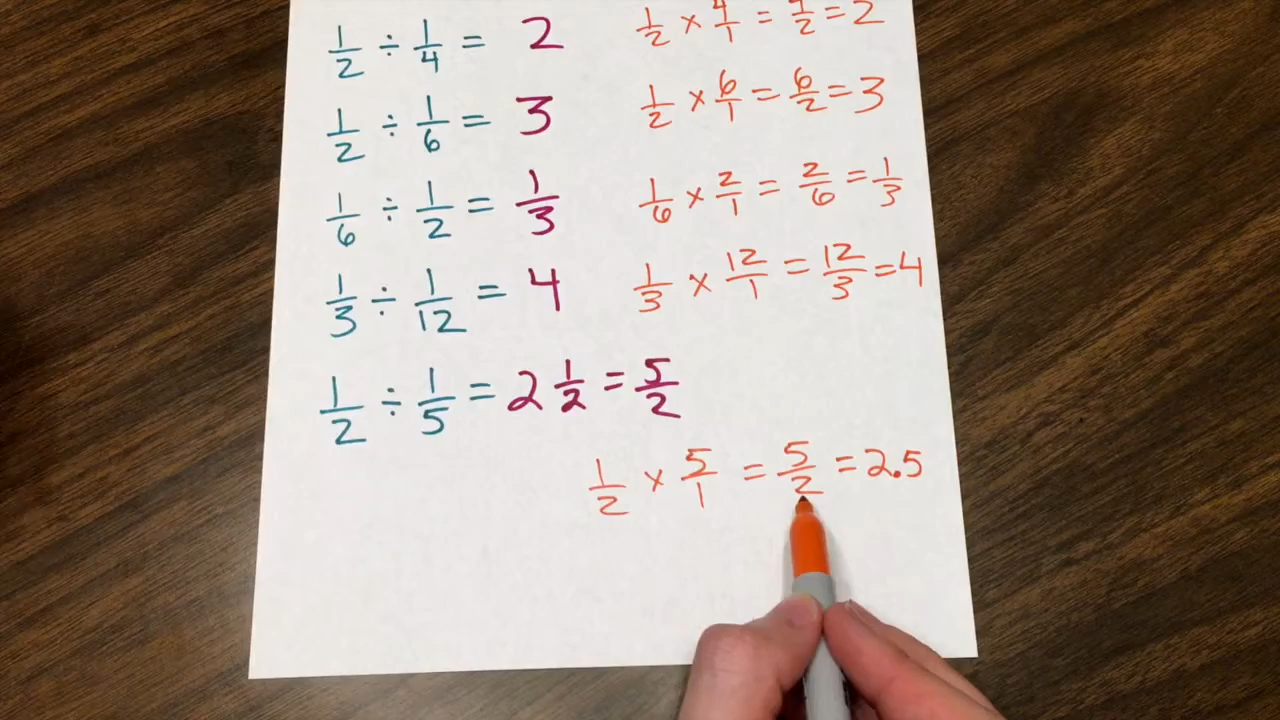 1/2 ÷ 1/4 = 2
1/2 × 4/1 = 4/2 = 2
1/2 ÷ 1/6 = 3
1/2 × 6/1 = 6/2 = 3
1/6 ÷ 1/2 = 1/3
1/6 × 2/1 = 2/6 = 1/3
1/3 ÷ 1/12 = 4
1/3 × 12/1 = 12/3 = 4
1/2 ÷ 1/5 = 2 1/2 = 5/2
1/2 × 5/1 = 5/2 = 2.5